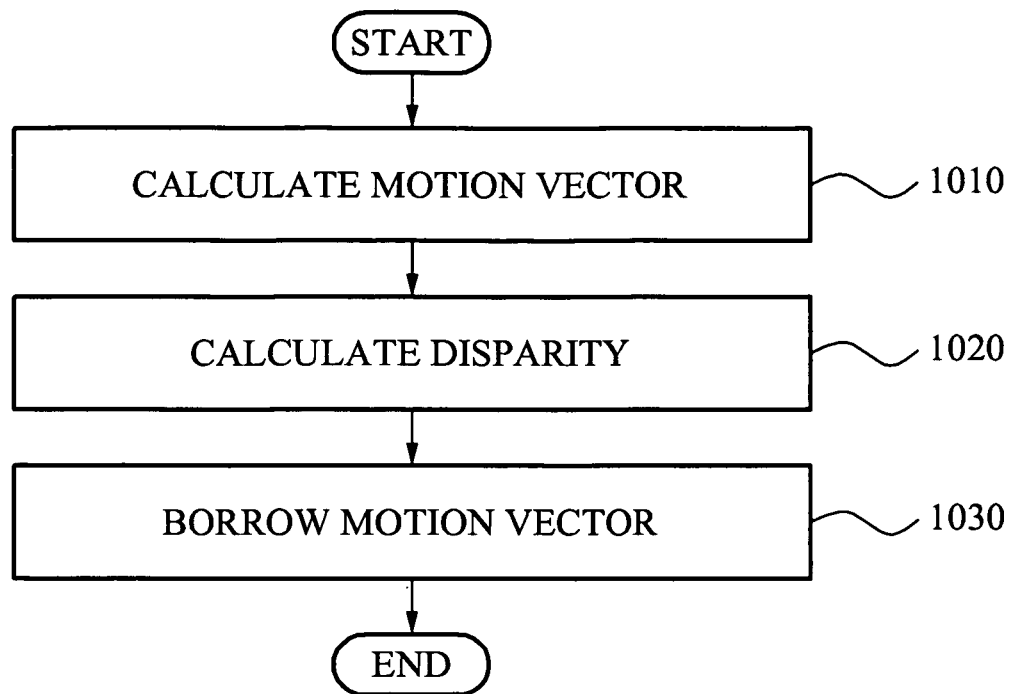 START
CALCULATE MOTION VECTOR
1010
CALCULATE DISPARITY
1020
BORROW MOTION VECTOR
1030
END